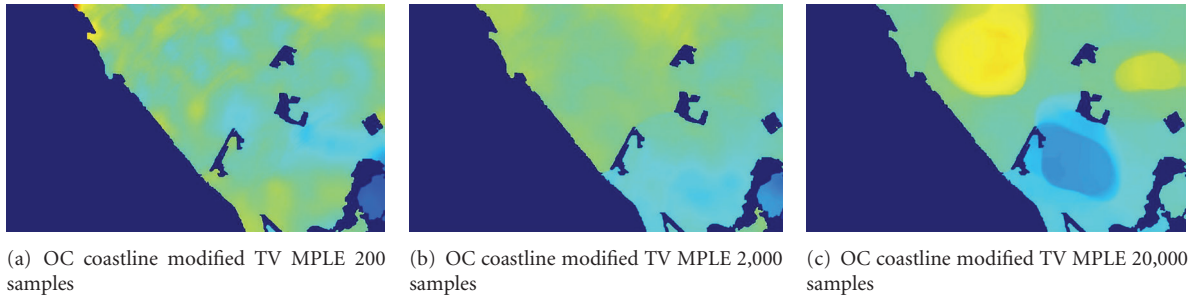 (a) OC coastline modified TV MPLE 200
samples
(b) OC coastline modified TV MPLE 2,000
samples
(c) OC coastline modified TV MPLE 20,000
samples